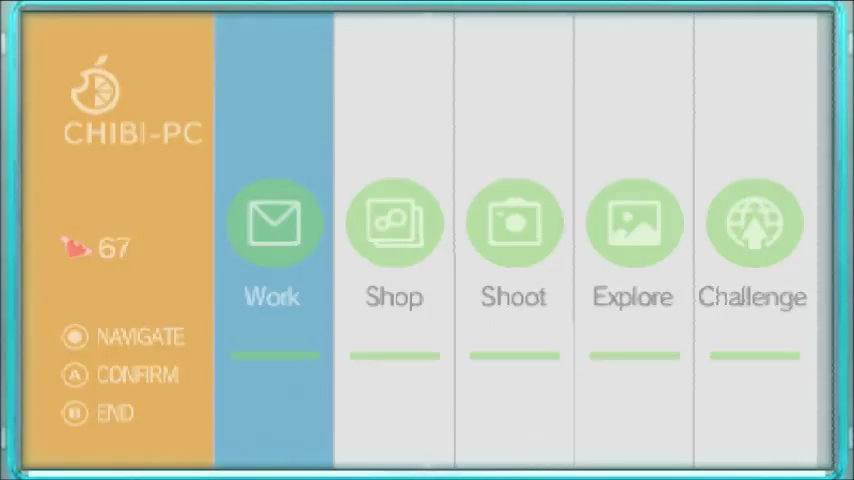 CHIBI-PC
67
NAVIGATE
A CONFIRM
B END
Work
Shop
Shoot
Explore
Challenge